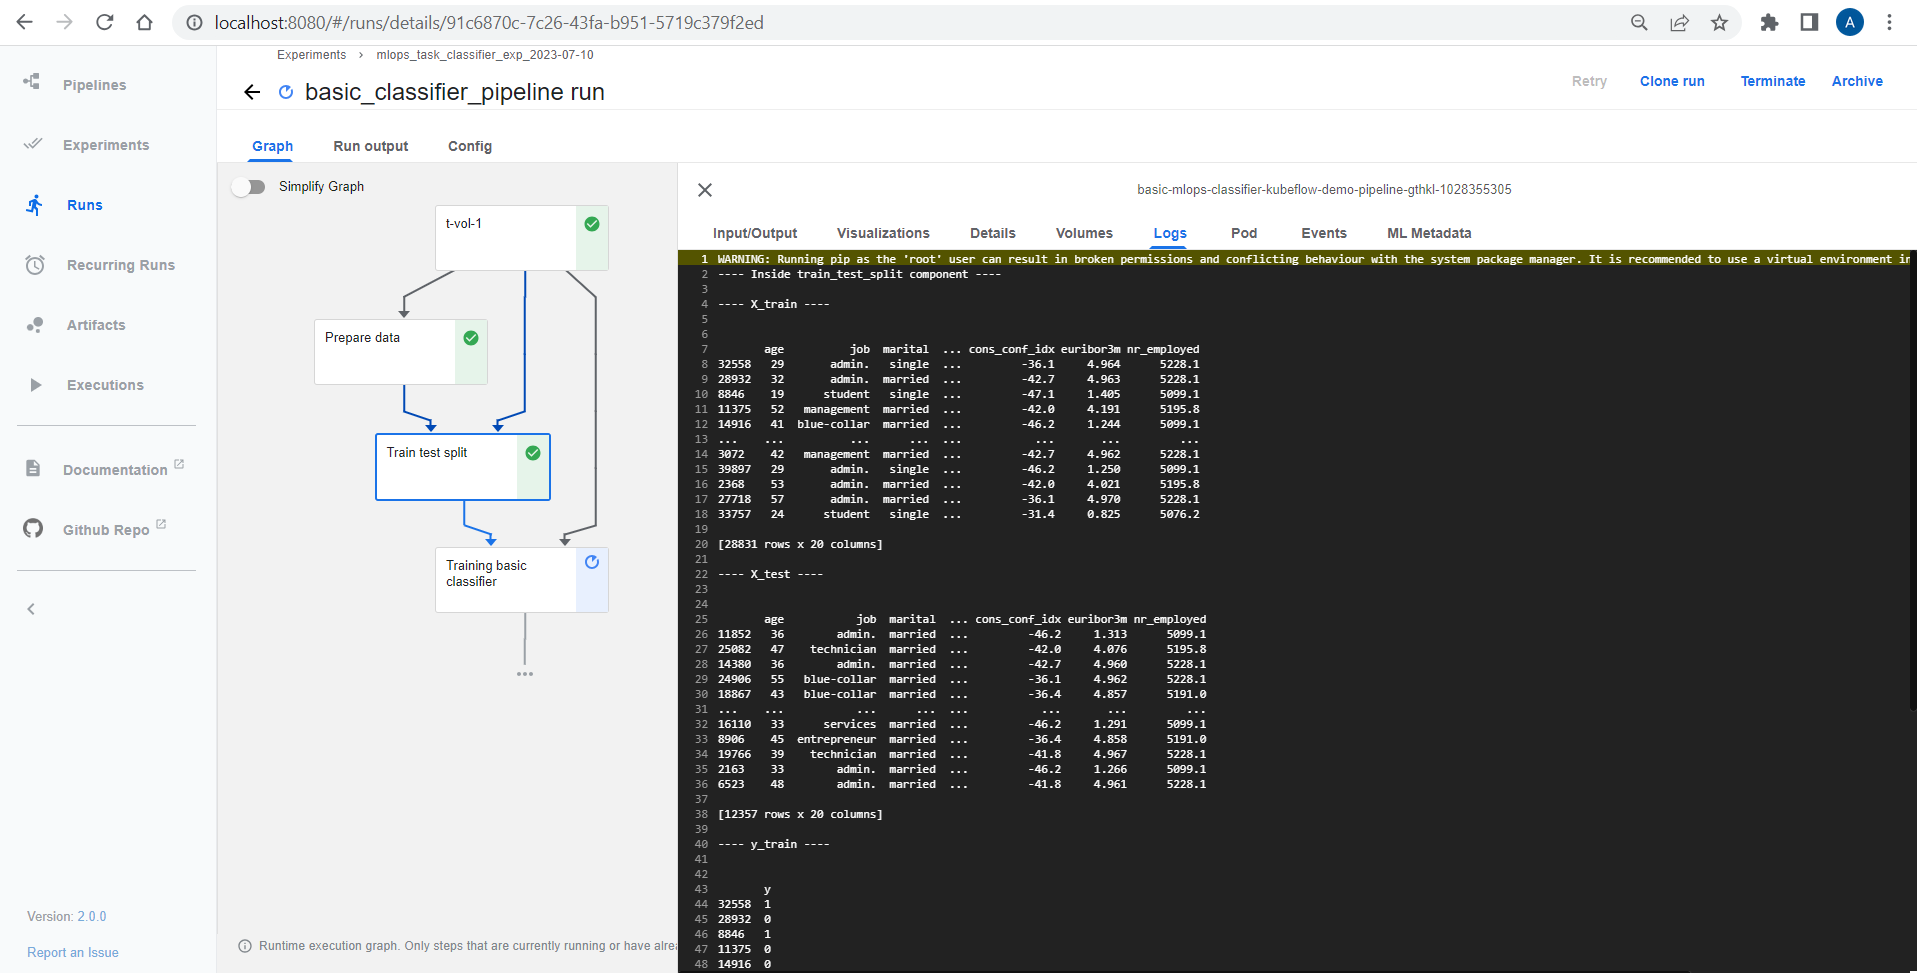 localhost:8080/#/runs/details/91c6870c-7c26-43fa-b951-5719c379f2ed
A
Experiments › mlops_task_classifier_exp_2023-07-10
basic_classifier_pipeline run
Retry Clone run Terminate Archive
Pipelines
Experiments
Runs
Recurring Runs
Artifacts
Executions
Documentation
Github Repo
Version: 2.0.0
Report an Issue
Graph Run output Config
Simplify Graph
t-vol-1
Prepare data
Train test split
Training basic
classifier
Runtime execution graph. Only steps that are currently running or have alrea
basic-mlops-classifier-kubeflow-demo-pipeline-gthkl-1028355305
Input/Output Visualizations Details Volumes Logs Pod Events ML Metadata
1 WARNING: Running pip as the 'root' user can result in broken permissions and conflicting behaviour with the system package manager. It is recommended to use a virtual environment in
2 ---- Inside train_test_split component ----
3
4 ---- X_train ----
5
6
7 age job marital ... cons_conf_idx euribor3m nr_employed
8 32558 29 admin. single ... -36.1 4.964 5228.1
9 28932 32 admin. married ... -42.7 4.963 5228.1
10 8846 19 student single ... -47.1 1.405 5099.1
11 11375 52 management married ... -42.0 4.191 5195.8
12 14916 41 blue-collar married ... -46.2 1.244 5099.1
13 ... ... ... ... ... ... ... ...
14 3072 42 management married ... -42.7 4.962 5228.1
15 39897 29 admin. single ... -46.2 1.250 5099.1
16 2368 53 admin. married ... -42.0 4.021 5195.8
17 27718 57 admin. married ... -36.1 4.970 5228.1
18 33757 24 student single ... -31.4 0.825 5076.2
19
20 [28831 rows x 20 columns]
21
22 ---- X_test ----
23
24
25 age job marital ... cons_conf_idx euribor3m nr_employed
26 11852 36 admin. married ... -46.2 1.313 5099.1
27 25082 47 technician married ... -42.0 4.076 5195.8
28 14380 36 admin. married ... -42.7 4.960 5228.1
29 24906 55 blue-collar married ... -36.1 4.962 5228.1
30 18867 43 blue-collar married ... -36.4 4.857 5191.0
31 ... ... ... ... ... ... ... ...
32 16110 33 services married ... -46.2 1.291 5099.1
33 8906 45 entrepreneur married ... -36.4 4.858 5191.0
34 19766 39 technician married ... -41.8 4.967 5228.1
35 2163 33 admin. married ... -46.2 1.266 5099.1
36 6523 48 admin. married ... -41.8 4.961 5228.1
37
38 [12357 rows x 20 columns]
39
40 ---- y_train ----
41
42
43 y
44 32558 1
45 28932 0
46 8846 1
47 11375 0
48 14916 0